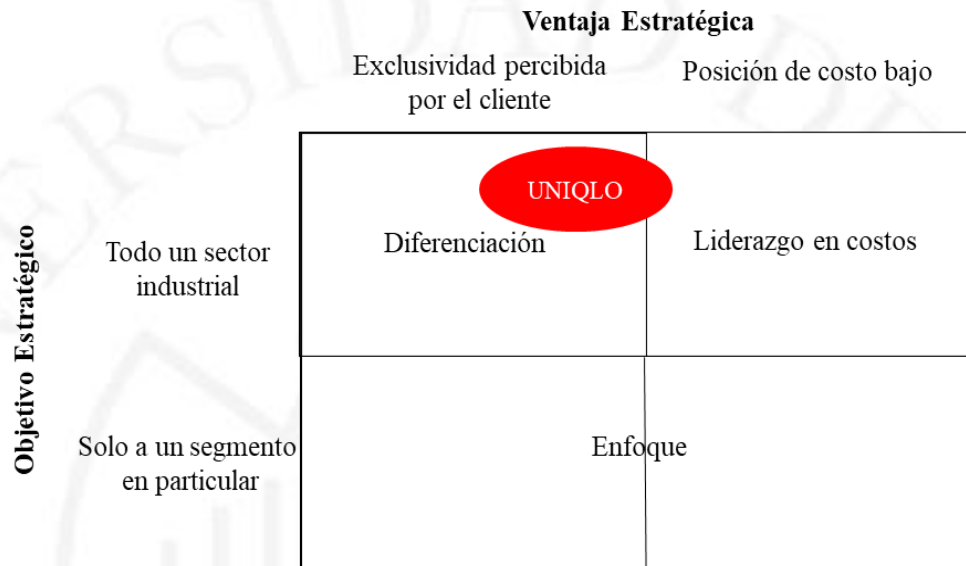 Ventaja Estratégica
Exclusividad percibida
por el cliente
Posición de costo bajo
UNIQLO
Objetivo Estratégico
Todo un sector
industrial
Diferenciación
Liderazgo en costos
Solo a un segmento
en particular
Enfoque